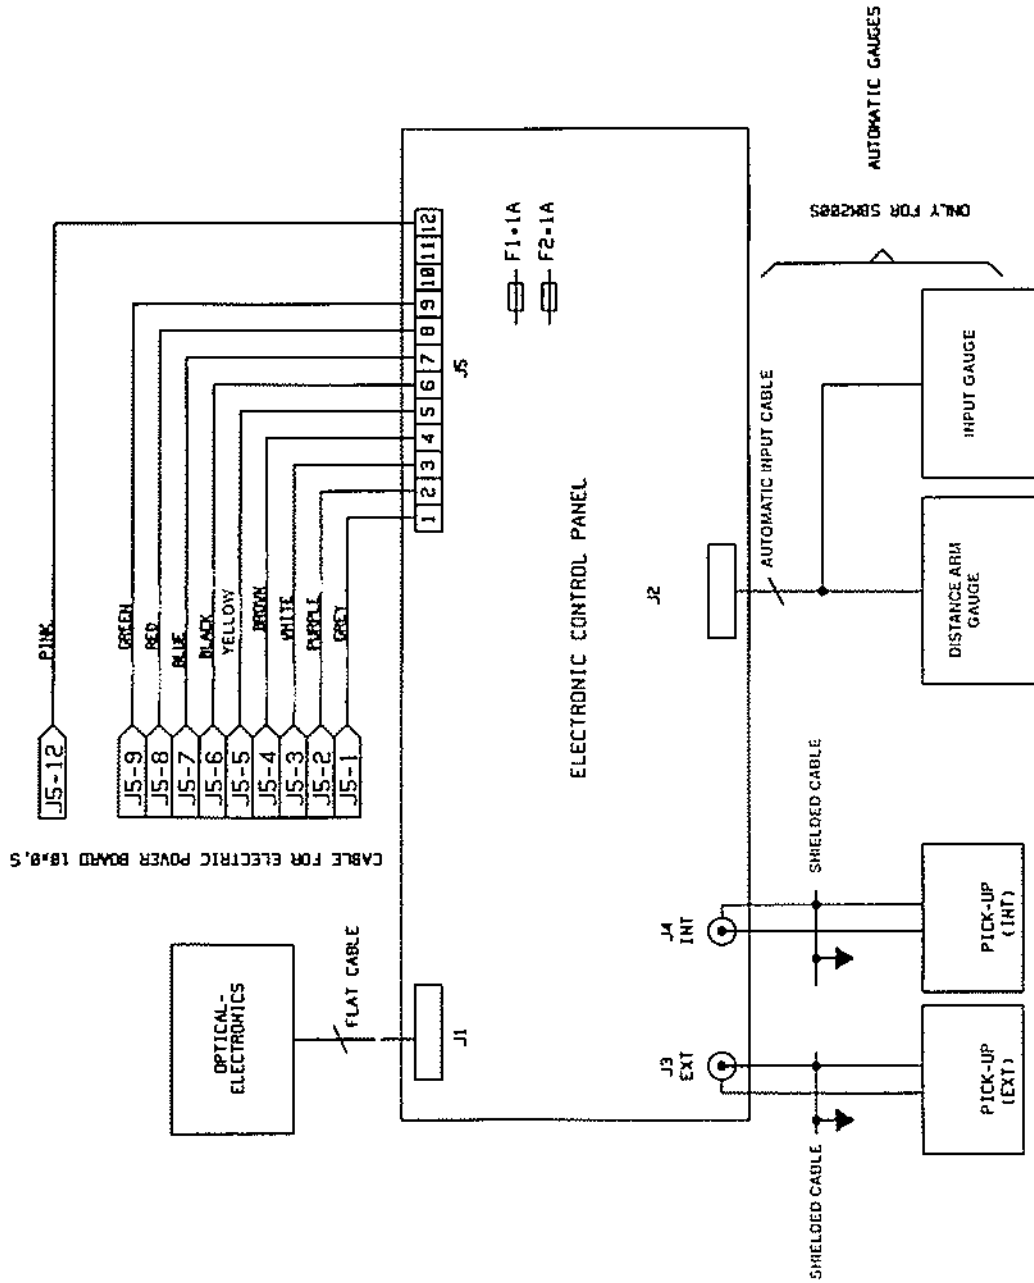 J5-12
PINK
J5-9
GREEN
J5-8
RED
J5-7
BLUE
J5-6
BLACK
J5-5
YELLOW
J5-4
BROWN
J5-3
WHITE
J5-2
PURPLE
J5-1
GREY
CABLE FOR ELECTRIC POWER BOARD 10*0,5
OPTICAL-
ELECTRONICS
FLAT CABLE
J1
1 2 3 4 5 6 7 8 9 10 11 12
J5
F1=1A
F2=1A
ELECTRONIC CONTROL PANEL
J3
EXT
J4
INT
J2
SHIELDED CABLE
SHIELDED CABLE
AUTOMATIC INPUT CABLE
ONLY FOR SBM200S
AUTOMATIC GAUGES
PICK-UP
(EXT)
PICK-UP
(INT)
DISTANCE ARM
GAUGE
INPUT GAUGE